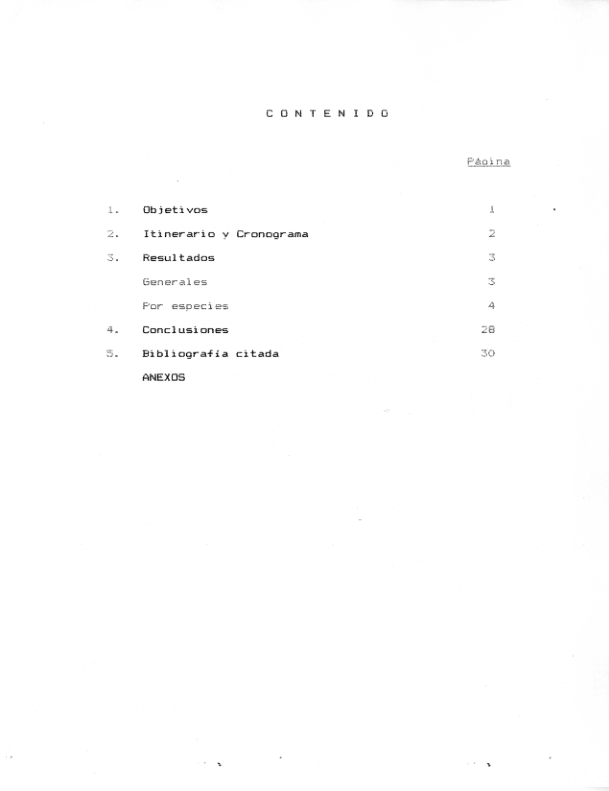 C O N T E N I D O
Página
1. Objetivos 1
2. Itinerario y Cronograma 2
3. Resultados 3
Generales 3
Por especies 4
4. Conclusiones 28
5. Bibliografía citada 30
ANEXOS